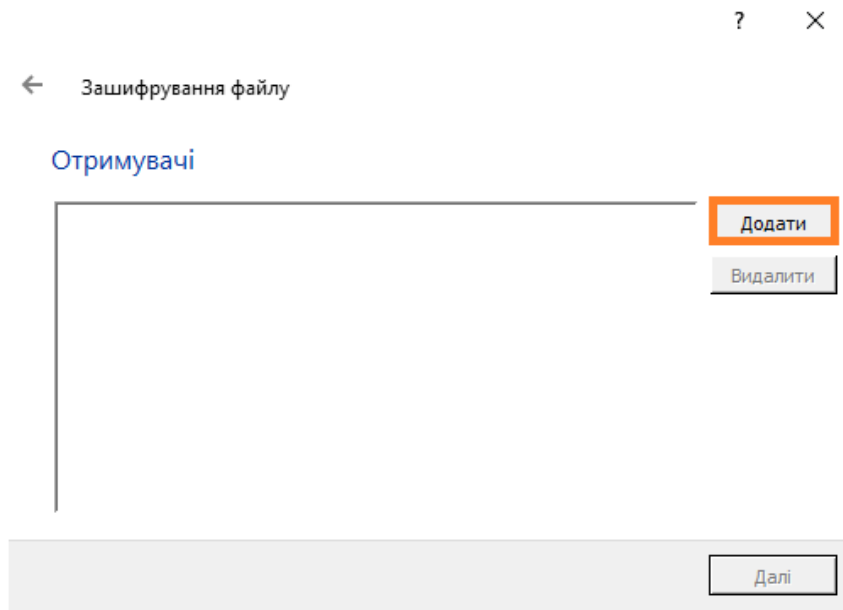 ?
Зашифрування файлу
Отримувачі
Додати
Видалити
Далі